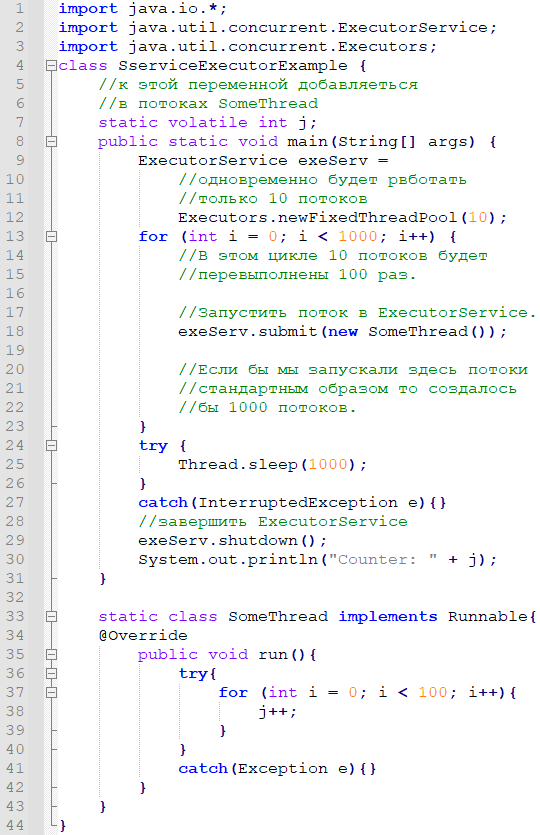 1 import java.io.*;
2 import java.util.concurrent.ExecutorService;
3 import java.util.concurrent.Executors;
4 class SserviceExecutorExample {
5 //к этой переменной добавляеться
6 //в потоках SomeThread
7 static volatile int j;
8 public static void main(String[] args) {
9 ExecutorService exeServ =
10 //одновременно будет рвботать
11 //только 10 потоков
12 Executors.newFixedThreadPool(10);
13 for (int i = 0; i < 1000; i++) {
14 //В этом цикле 10 потоков будет
15 //перевыполнены 100 раз.
16
17 //Запустить поток в ExecutorService.
18 exeServ.submit(new SomeThread());
19
20 //Если бы мы запускали здесь потоки
21 //стандартным образом то создалось
22 //бы 1000 потоков.
23 }
24 try {
25 Thread.sleep(1000);
26 }
27 catch(InterruptedException e){}
28 //завершить ExecutorService
29 exeServ.shutdown();
30 System.out.println("Counter: " + j);
31 }
32
33 static class SomeThread implements Runnable{
34 @Override
35 public void run(){
36 try{
37 for (int i = 0; i < 100; i++){
38 j++;
39 }
40 }
41 catch(Exception e){}
42 }
43 }
44 }